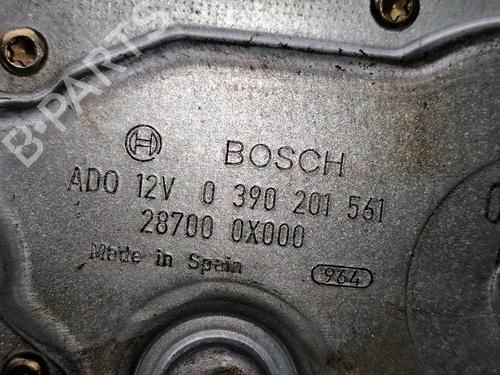 BOSCH
ADO 12V 0 390 201 561
28700 0X000
Made in Spain
964
B-PARTS